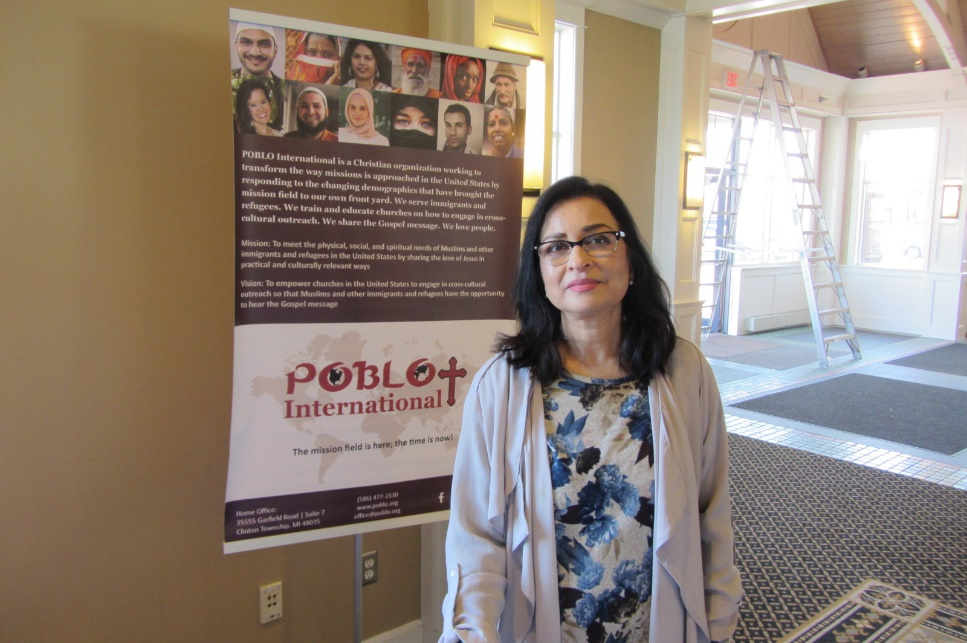 POBLO International is a Christian organization working to
transform the way missions is approached in the United States by
responding to the changing demographics that have brought the
mission field to our own front yard. We serve immigrants and
refugees. We train and educate churches on how to engage in cross-
cultural outreach. We share the Gospel message. We love people.
Mission: To meet the physical, social, and spiritual needs of Muslims and other
immigrants and refugees in the United States by sharing the love of Jesus in
practical and culturally relevant ways
Vision: To empower churches in the United States to engage in cross-cultural
outreach so that Muslims and other immigrants and refugees have the opportunity
to hear the Gospel message
POBLO
International
The mission field is here; the time is now!
Home Office:
35555 Garfield Road | Suite 7
Clinton Township, MI 48035
(586) 477-1530
www.poblo.org
office@poblo.org
f
EXIT